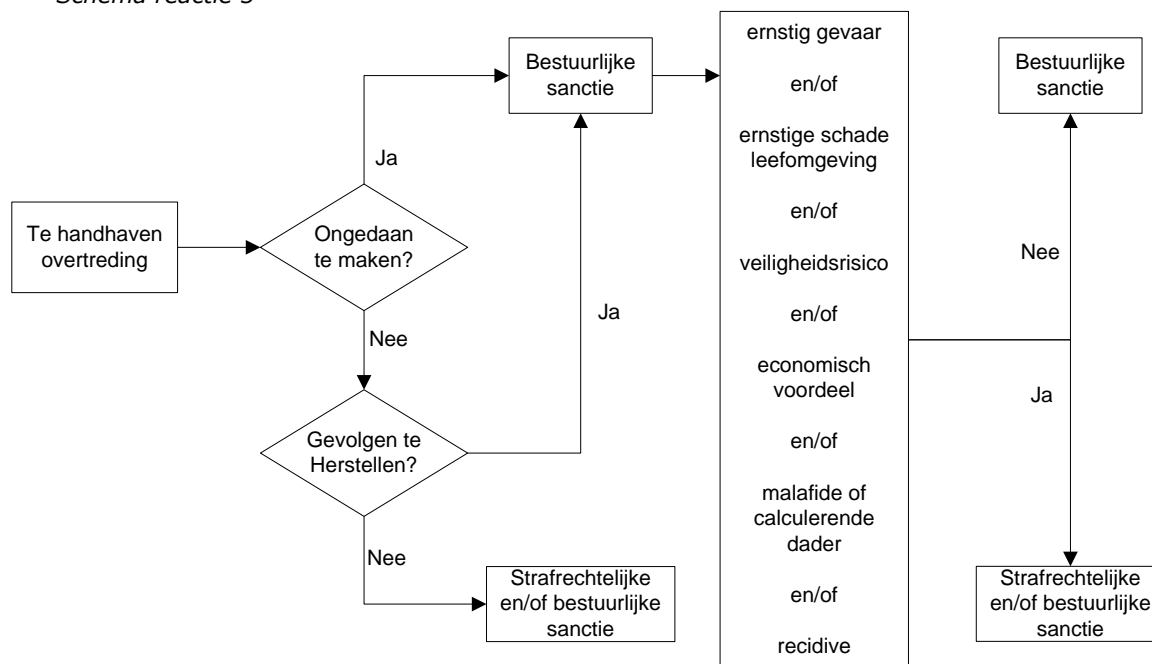 Schema reactie 3
Te handhaven
overtreding
Ongedaan
te maken?
Ja
Nee
Gevolgen te
Herstellen?
Ja
Nee
Bestuurlijke
sanctie
Strafrechtelijke
en/of bestuurlijke
sanctie
ernstig gevaar
en/of
ernstige schade
leefomgeving
en/of
veiligheidsrisico
en/of
economisch
voordeel
en/of
malafide of
calculerende
dader
en/of
recidive
Nee
Bestuurlijke
sanctie
Ja
Strafrechtelijke
en/of bestuurlijke
sanctie